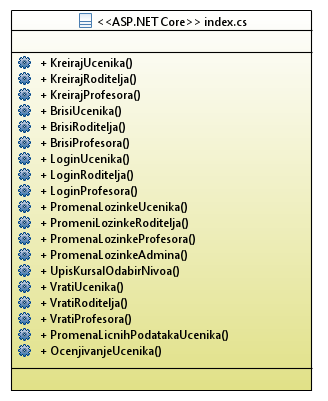 <<ASP.NET Core>> index.cs
+ KreirajUcenika()
+ KreirajRoditelja()
+ KreirajProfesora()
+ BrisiUcenika()
+ BrisiRoditelja()
+ BrisiProfesora()
+ LoginUcenika()
+ LoginRoditelja()
+ LoginProfesora()
+ PromenaLozinkeUcenika()
+ PromeniLozinkeRoditelja()
+ PromenaLozinkeProfesora()
+ PromenaLozinkeAdmina()
+ UpisKursaIOdabirNivoa()
+ VratiUcenika()
+ VratiRoditelja()
+ VratiProfesora()
+ PromenaLicnihPodatakaUcenika()
+ OcenjivanjeUcenika()